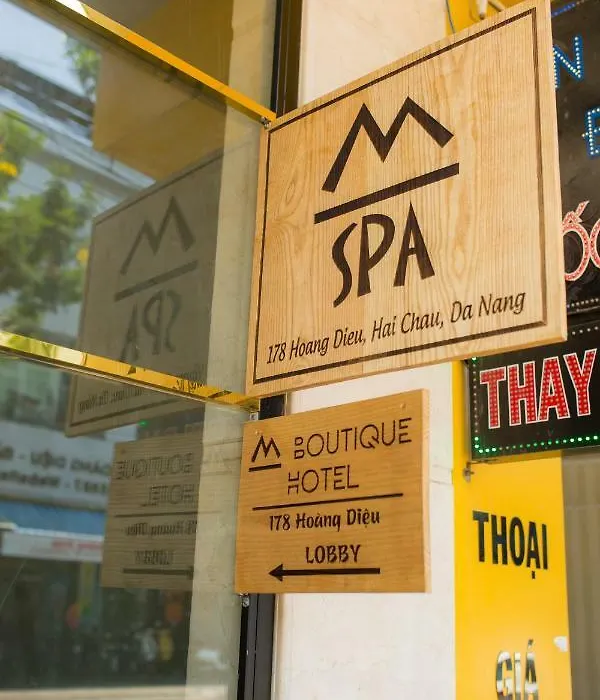 M
SPA
178 Hoang Dieu, Hai Chau, Da Nang
M BOUTIQUE
HOTEL
178 Hoàng Diệu
LOBBY
THAY
THOẠI
GIÁ